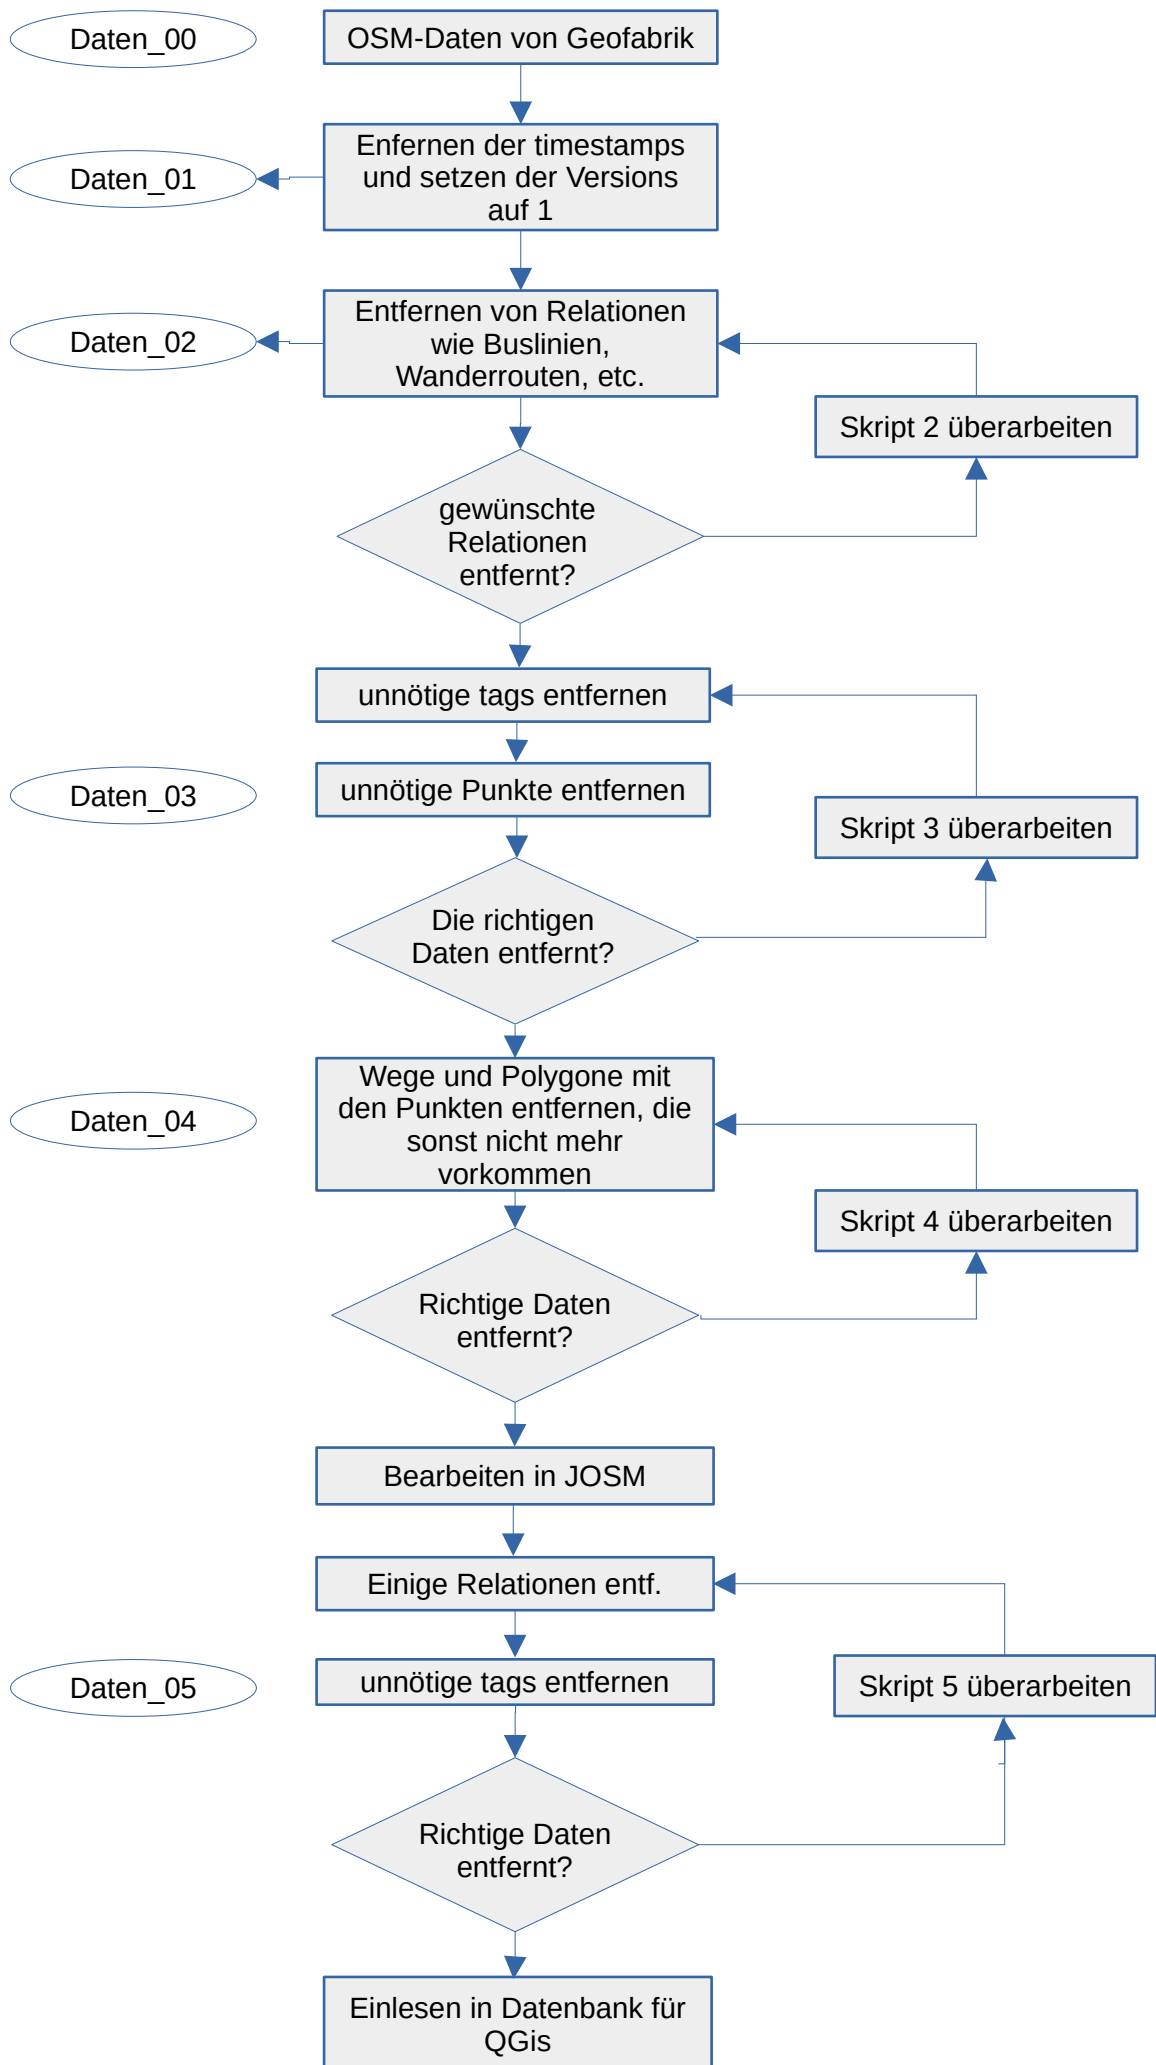 Daten_00
OSM-Daten von Geofabrik
Daten_01
Enfernen der timestamps
und setzen der Versions
auf 1
Daten_02
Entfernen von Relationen
wie Buslinien,
Wanderrouten, etc.
Skript 2 überarbeiten
gewünschte
Relationen
entfernt?
unnötige tags entfernen
Daten_03
unnötige Punkte entfernen
Skript 3 überarbeiten
Die richtigen
Daten entfernt?
Daten_04
Wege und Polygone mit
den Punkten entfernen, die
sonst nicht mehr
vorkommen
Skript 4 überarbeiten
Richtige Daten
entfernt?
Bearbeiten in JOSM
Einige Relationen entf.
Daten_05
unnötige tags entfernen
Skript 5 überarbeiten
Richtige Daten
entfernt?
Einlesen in Datenbank für
QGis